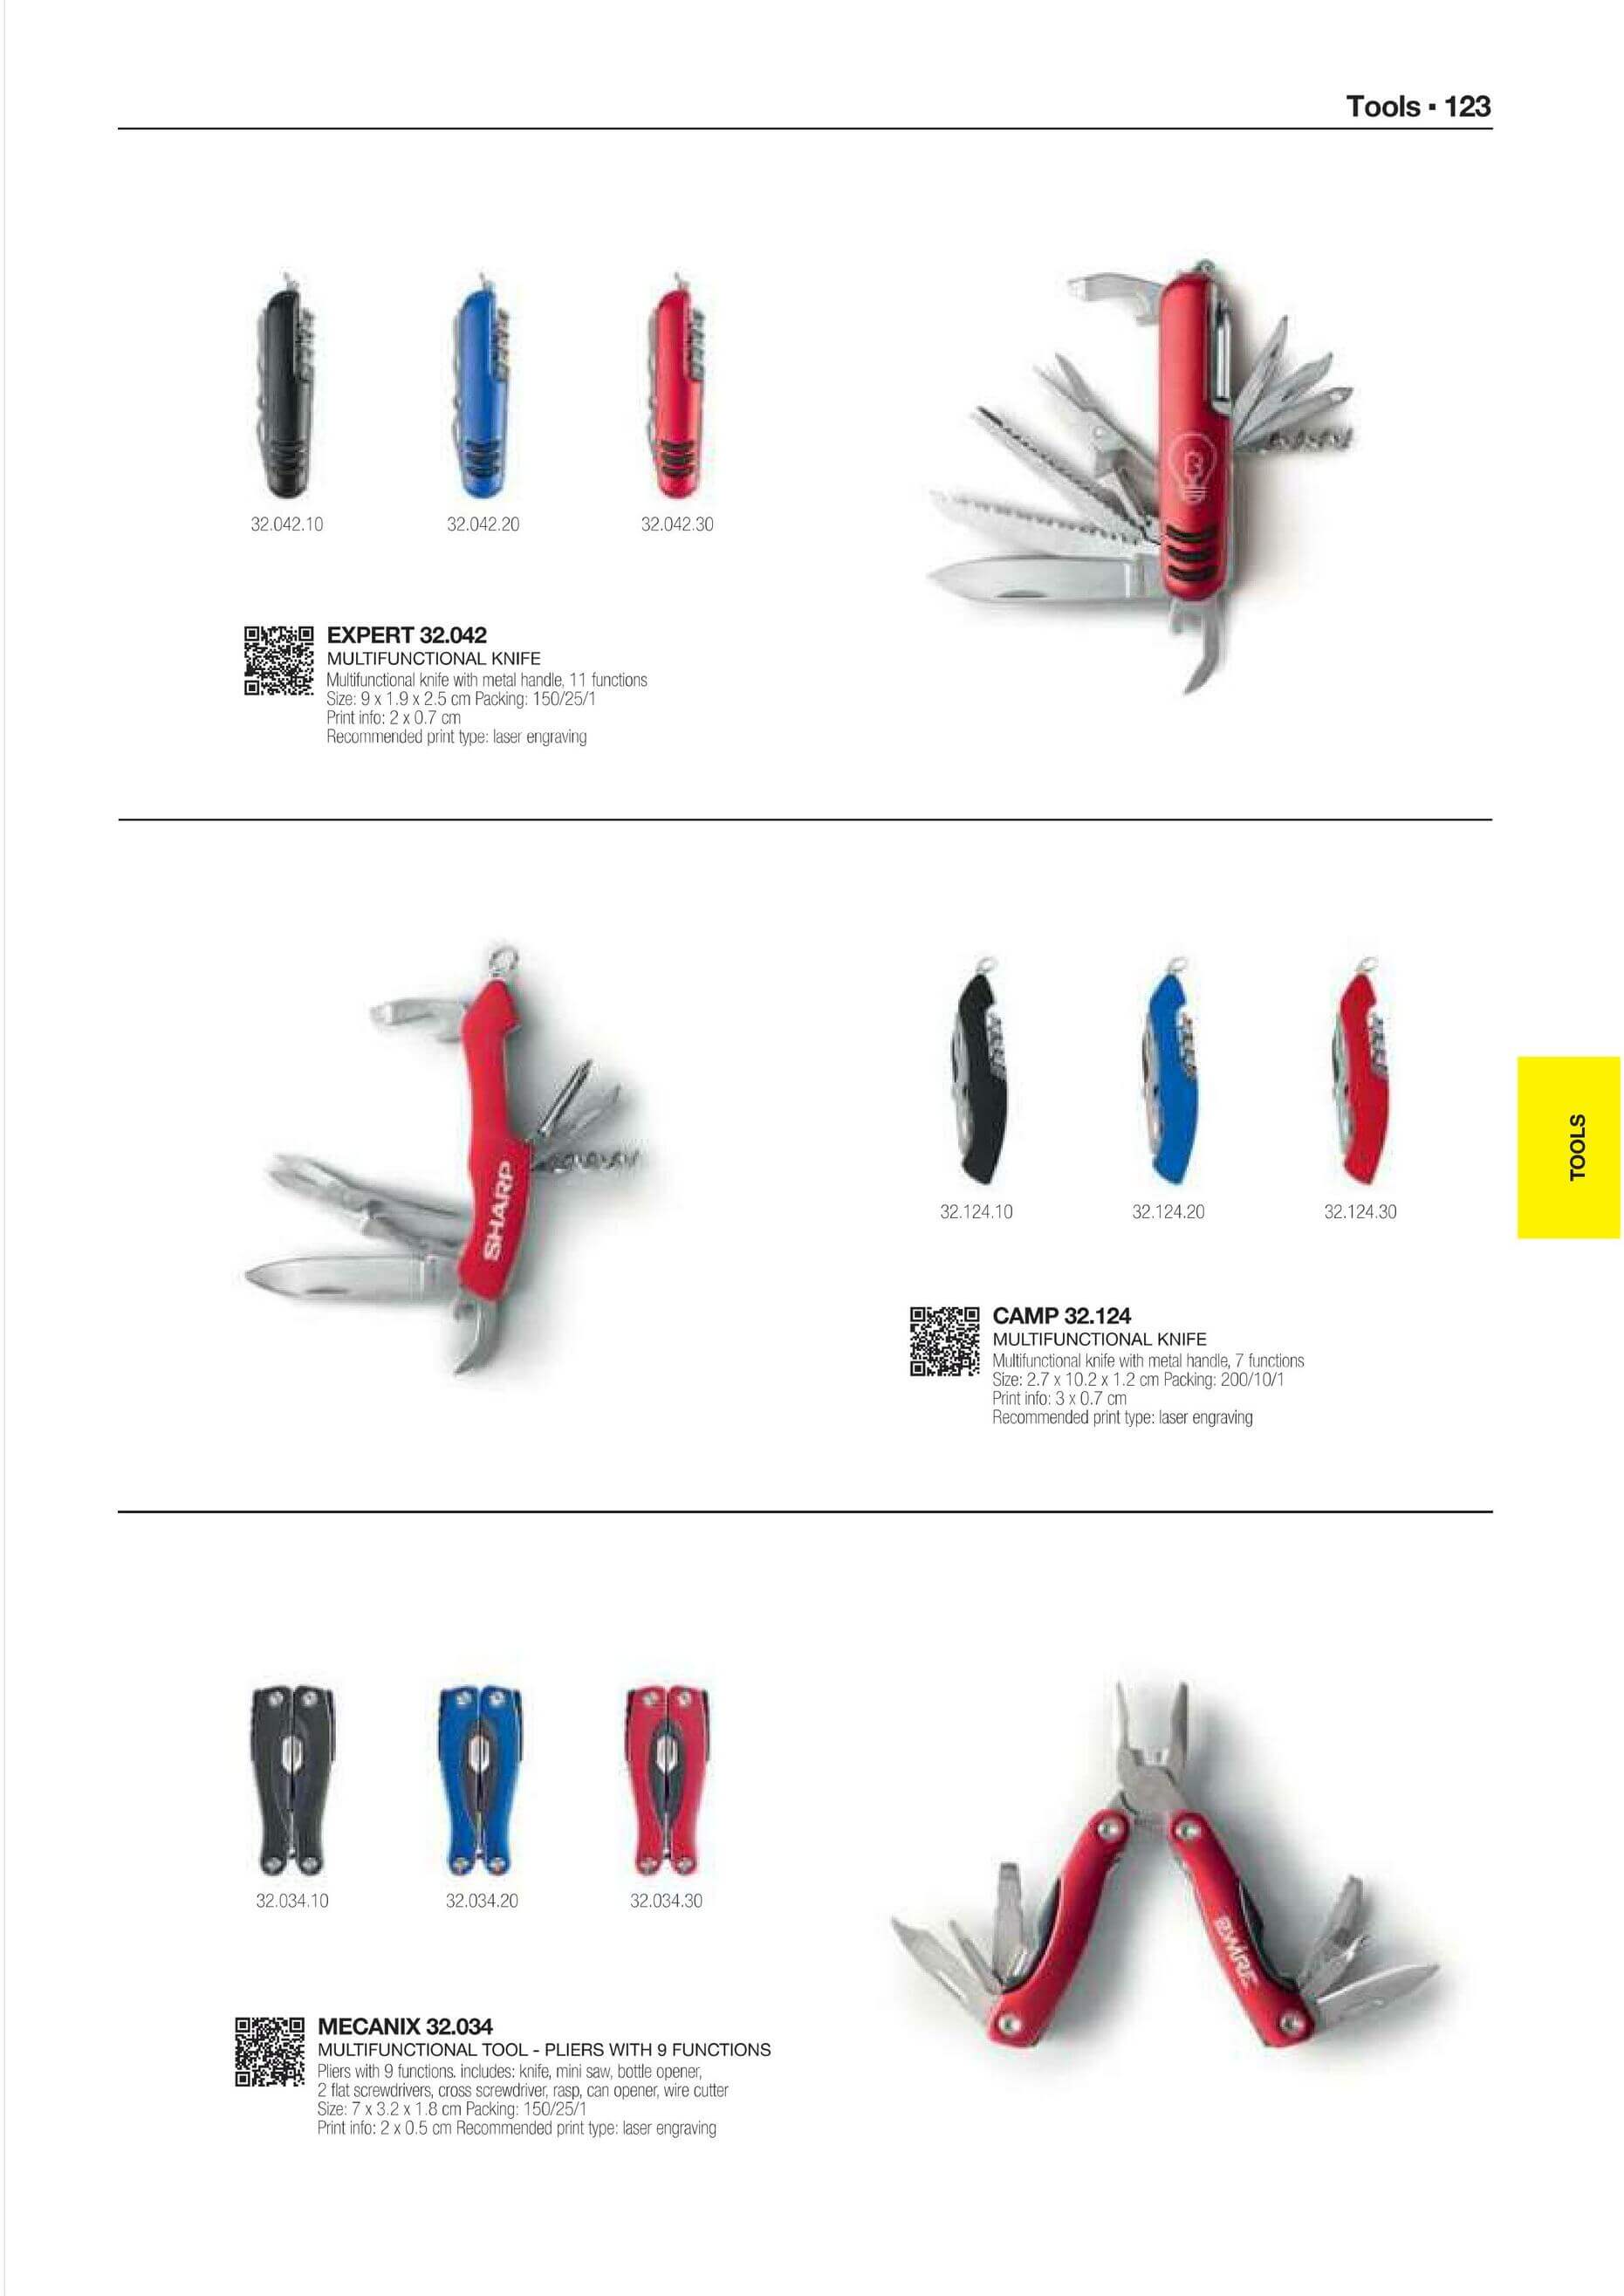 Tools ▪ 123
32.042.10
32.042.20
32.042.30
EXPERT 32.042
MULTIFUNCTIONAL KNIFE
Multifunctional knife with metal handle, 11 functions
Size: 9 x 1.9 x 2.5 cm Packing: 150/25/1
Print info: 2 x 0.7 cm
Recommended print type: laser engraving
SHARP
32.124.10
32.124.20
32.124.30
TOOLS
CAMP 32.124
MULTIFUNCTIONAL KNIFE
Multifunctional knife with metal handle, 7 functions
Size: 2.7 x 10.2 x 1.2 cm Packing: 200/10/1
Print info: 3 x 0.7 cm
Recommended print type: laser engraving
32.034.10
32.034.20
32.034.30
MECANIX 32.034
MULTIFUNCTIONAL TOOL - PLIERS WITH 9 FUNCTIONS
Pliers with 9 functions. includes: knife, mini saw, bottle opener,
2 flat screwdrivers, cross screwdriver, rasp, can opener, wire cutter
Size: 7 x 3.2 x 1.8 cm Packing: 150/25/1
Print info: 2 x 0.5 cm Recommended print type: laser engraving